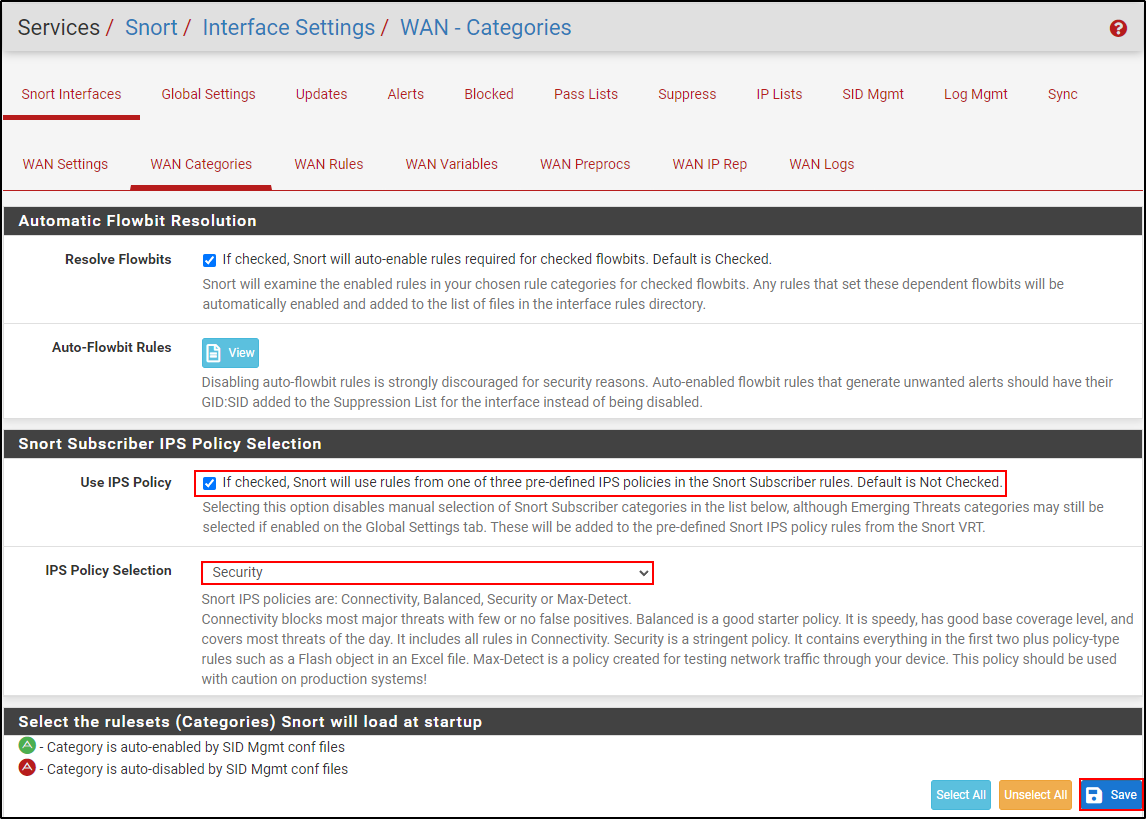 Services / Snort / Interface Settings / WAN - Categories
Snort Interfaces Global Settings Updates Alerts Blocked Pass Lists Suppress IP Lists SID Mgmt Log Mgmt Sync
WAN Settings WAN Categories WAN Rules WAN Variables WAN Preprocs WAN IP Rep WAN Logs
Automatic Flowbit Resolution
Resolve Flowbits If checked, Snort will auto-enable rules required for checked flowbits. Default is Checked.
Snort will examine the enabled rules in your chosen rule categories for checked flowbits. Any rules that set these dependent flowbits will be
automatically enabled and added to the list of files in the interface rules directory.
Auto-Flowbit Rules View
Disabling auto-flowbit rules is strongly discouraged for security reasons. Auto-enabled flowbit rules that generate unwanted alerts should have their
GID:SID added to the Suppression List for the interface instead of being disabled.
Snort Subscriber IPS Policy Selection
Use IPS Policy If checked, Snort will use rules from one of three pre-defined IPS policies in the Snort Subscriber rules. Default is Not Checked.
Selecting this option disables manual selection of Snort Subscriber categories in the list below, although Emerging Threats categories may still be
selected if enabled on the Global Settings tab. These will be added to the pre-defined Snort IPS policy rules from the Snort VRT.
IPS Policy Selection Security
Snort IPS policies are: Connectivity, Balanced, Security or Max-Detect.
Connectivity blocks most major threats with few or no false positives. Balanced is a good starter policy. It is speedy, has good base coverage level, and
covers most threats of the day. It includes all rules in Connectivity. Security is a stringent policy. It contains everything in the first two plus policy-type
rules such as a Flash object in an Excel file. Max-Detect is a policy created for testing network traffic through your device. This policy should be used
with caution on production systems!
Select the rulesets (Categories) Snort will load at startup
A - Category is auto-enabled by SID Mgmt conf files
A - Category is auto-disabled by SID Mgmt conf files
Select All Unselect All Save